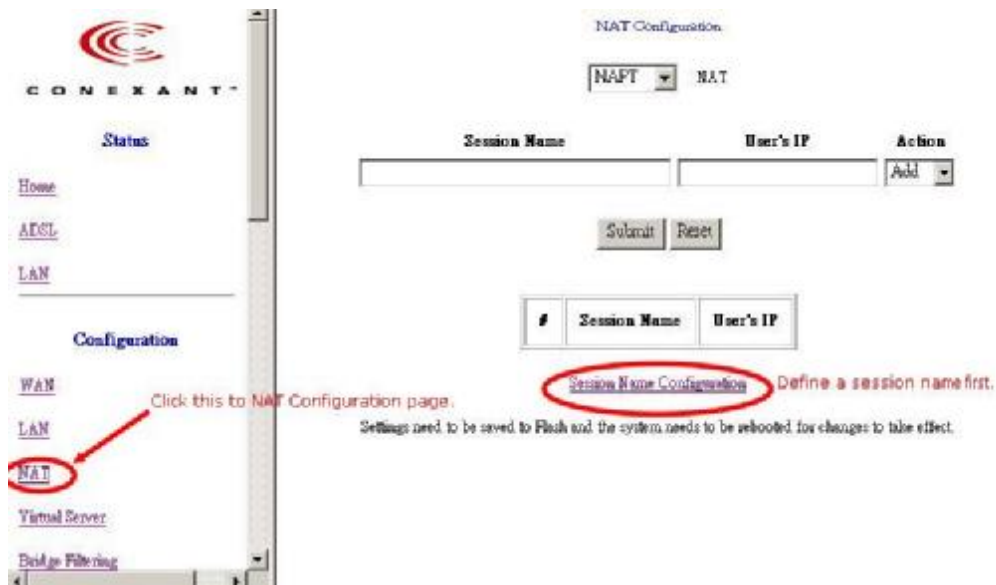 CONEXANT™
Status
Home
ADSL
LAN
Configuration
WAN
LAN
NAT
Virtual Server
Bridge Filtering
Click this to NAT Configuration page.
NAT Configuration
NAPT NAT
Session Name User's IP Action
Add
Submit Reset
# Session Name User's IP
Session Name Configuration
Define a session name first.
Settings need to be saved to Flash and the system needs to be rebooted for changes to take effect.